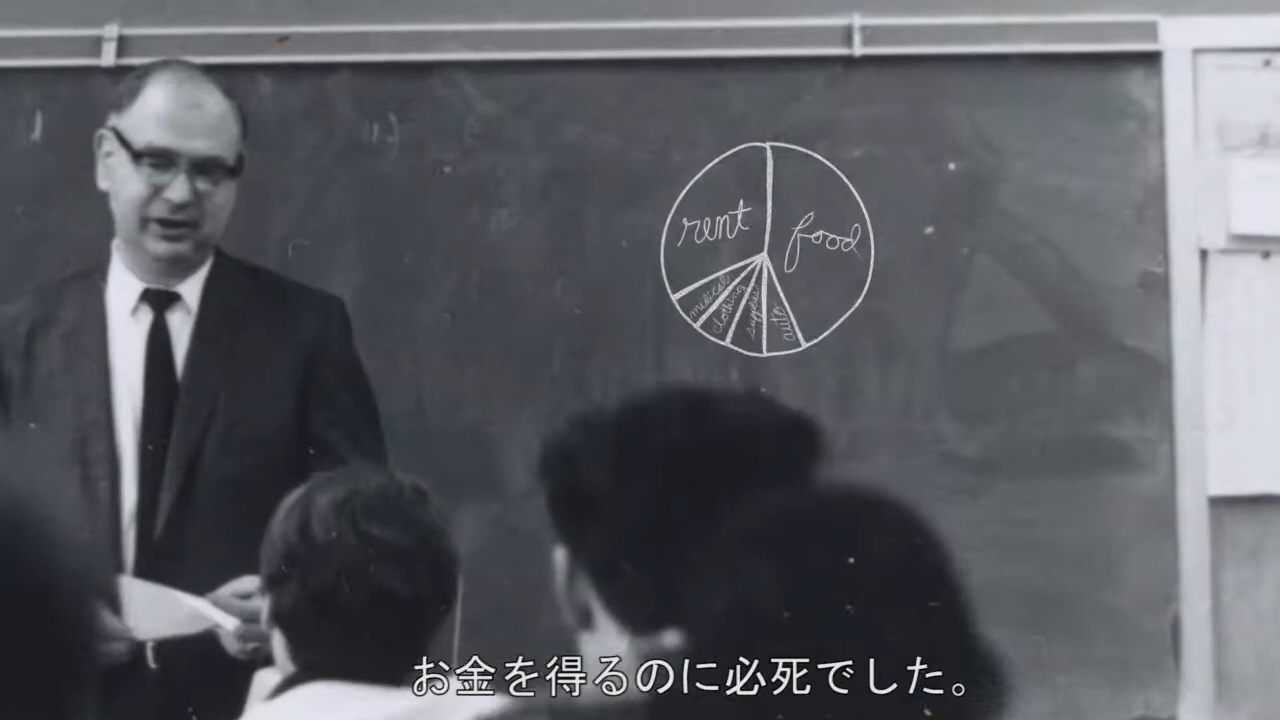 rent
food
medical
clothing
supplies
auto
お金を得るのに必死でした。